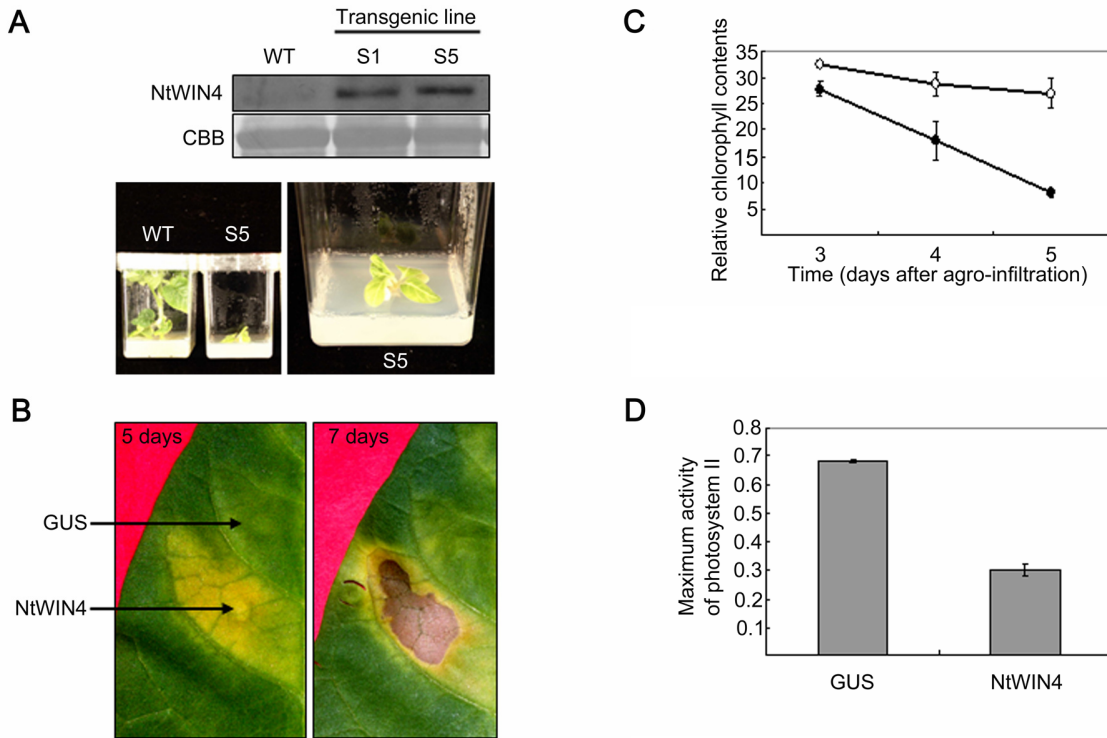 A
Transgenic line
WT S1 S5
NtWIN4
CBB
WT S5
S5
B
5 days 7 days
GUS
NtWIN4
C
Relative chlorophyll contents
35
30
25
20
15
10
5
3 4 5
Time (days after agro-infiltration)
D
Maximum activity
of photosystem II
0.8
0.7
0.6
0.5
0.4
0.3
0.2
0.1
GUS NtWIN4